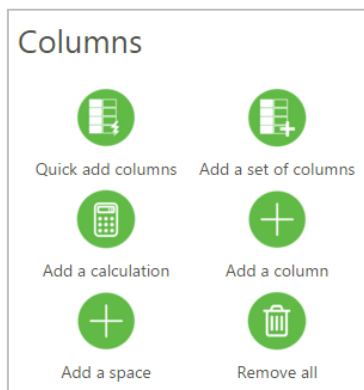 Columns
Quick add columns
Add a set of columns
Add a calculation
Add a column
Add a space
Remove all